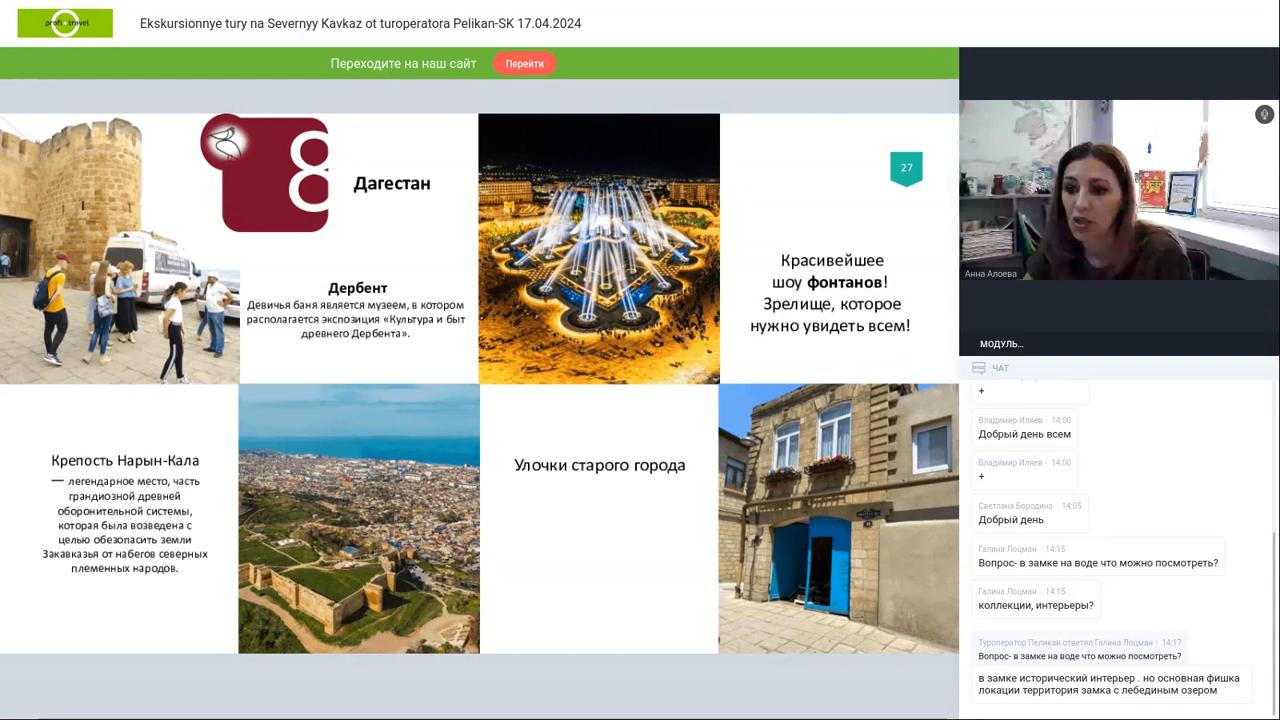 profi travel
Ekskursionnye tury na Severnyy Kavkaz ot turoperatora Pelikan-SK 17.04.2024
Переходите на наш сайт
Перейти
8
Дагестан
Дербент
Девичья баня является музеем, в котором
располагается экспозиция «Культура и быт
древнего Дербента».
27
Красивейшее
шоу фонтанов!
Зрелище, которое
нужно увидеть всем!
Крепость Нарын-Кала
— легендарное место, часть
грандиозной древней
оборонительной системы,
которая была возведена с
целью обезопасить земли
Закавказья от набегов северных
племенных народов.
Улочки старого города
Анна Алоева
МОДУЛЬ...
ЧАТ
+
Владимир Иляев 14:00
Добрый день всем
Владимир Иляев 14:00
+
Светлана Бородина 14:05
Добрый день
Галина Лоцман 14:15
Вопрос- в замке на воде что можно посмотреть?
Галина Лоцман 14:15
коллекции, интерьеры?
Туроператор Пеликан ответил Галина Лоцман 14:17
Вопрос- в замке на воде что можно посмотреть?
в замке исторический интерьер . но основная фишка
локации территория замка с лебединым озером